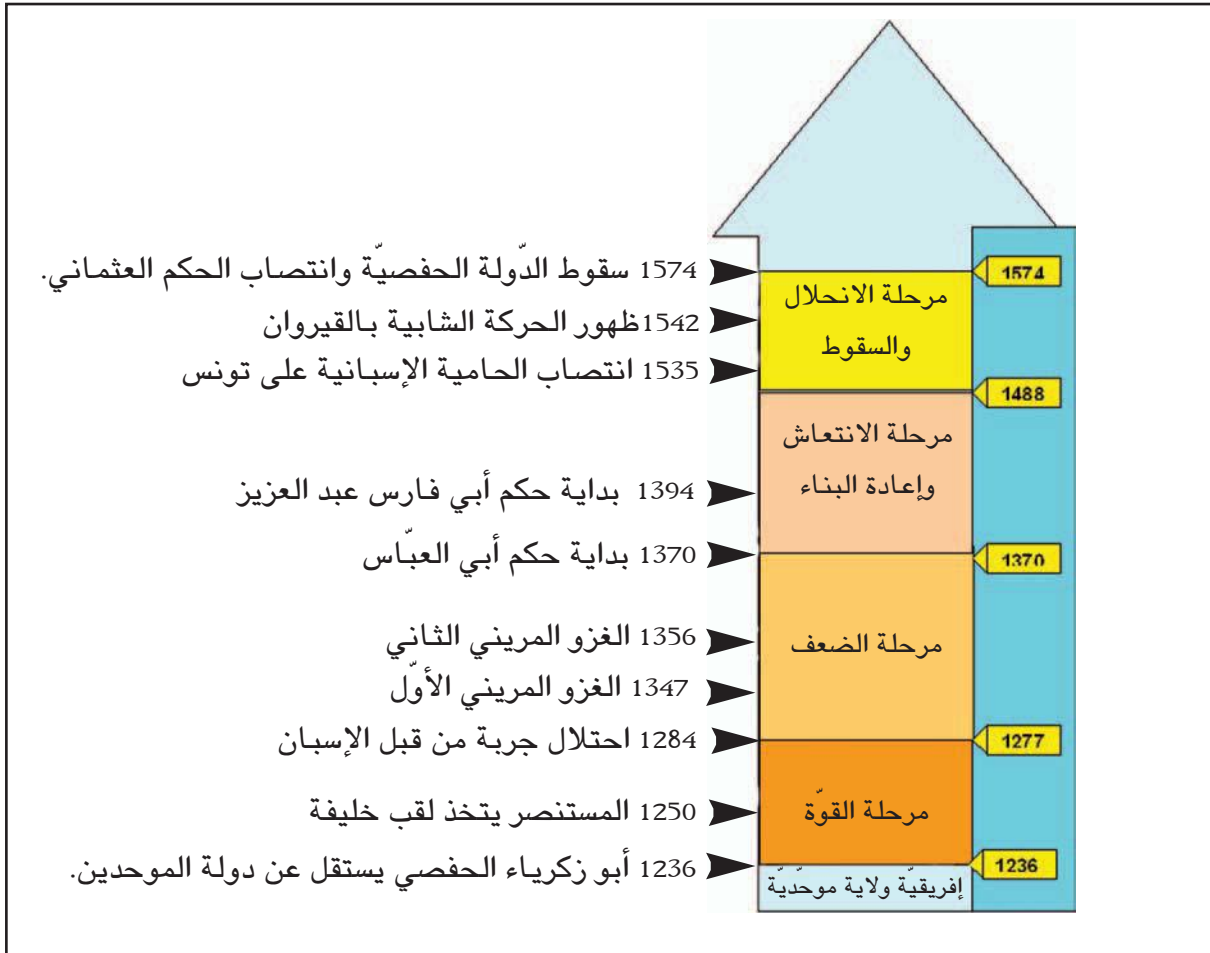 1574 سقوط الدّولة الحفصيّة وانتصاب الحكم العثماني.
1542 ظهور الحركة الشابية بالقيروان
1535 انتصاب الحامية الإسبانية على تونس
1394 بداية حكم أبي فارس عبد العزيز
1370 بداية حكم أبي العبّاس
1356 الغزو المريني الثاني
1347 الغزو المريني الأوّل
1284 احتلال جربة من قبل الإسبان
1250 المستنصر يتخذ لقب خليفة
1236 أبو زكرياء الحفصي يستقل عن دولة الموحدين.
مرحلة الانحلال
والسقوط
مرحلة الانتعاش
وإعادة البناء
مرحلة الضعف
مرحلة القوّة
إفريقيّة ولاية موحّديّة
1574
1488
1370
1277
1236